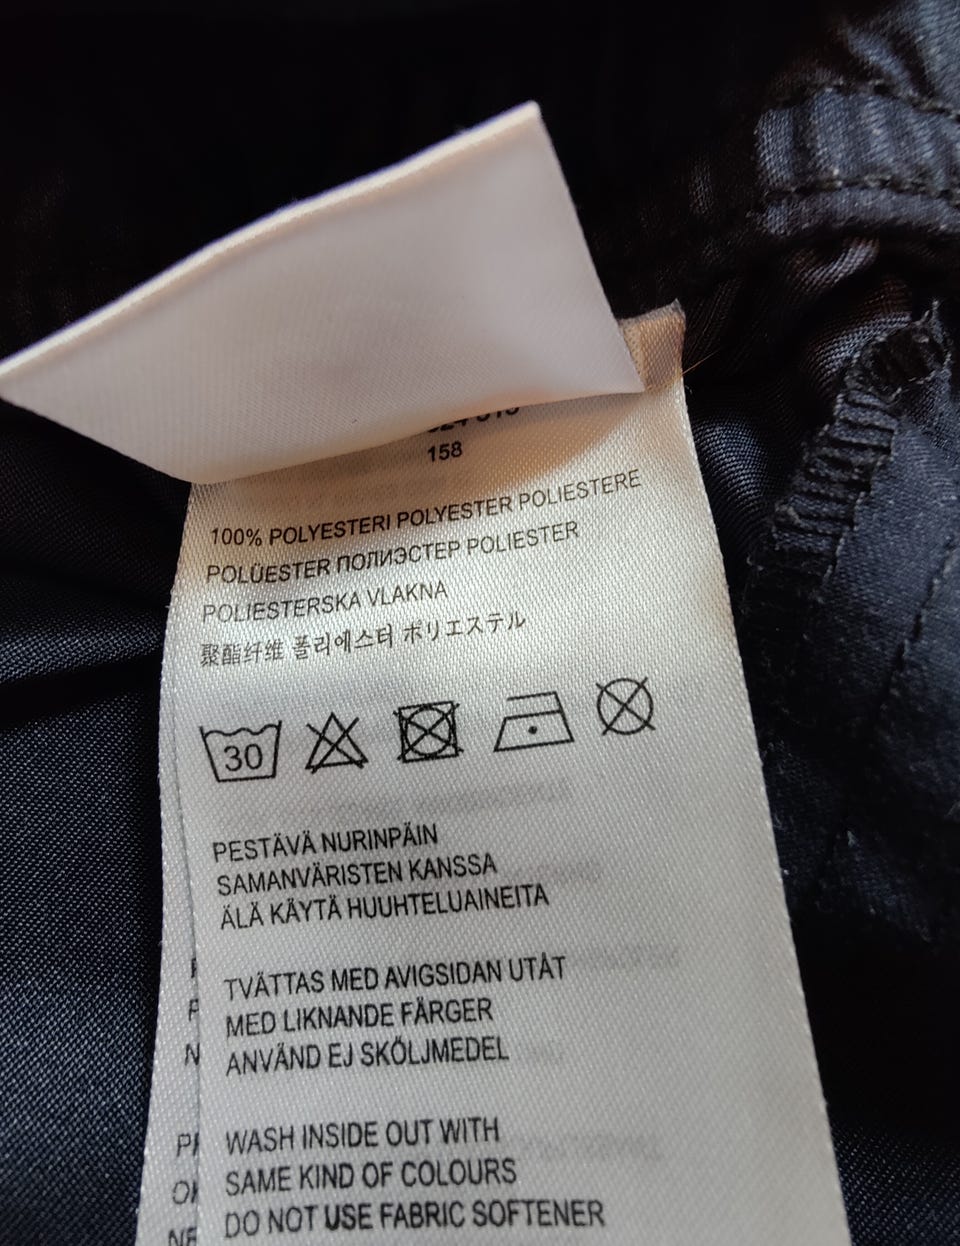 158
100% POLYESTERI POLYESTER POLIESTERE
POLÜESTER ПОЛИЭСТЕР POLIESTER
POLIESTERSKA VLAKNA
聚酯纤维 폴리에스터 ポリエステル
30
PESTÄVÄ NURINPÄIN
SAMANVÄRISTEN KANSSA
ÄLÄ KÄYTÄ HUUHTELUAINEITA
TVÄTTAS MED AVIGSIDAN UTÅT
MED LIKNANDE FÄRGER
ANVÄND EJ SKÖLJMEDEL
WASH INSIDE OUT WITH
SAME KIND OF COLOURS
DO NOT USE FABRIC SOFTENER